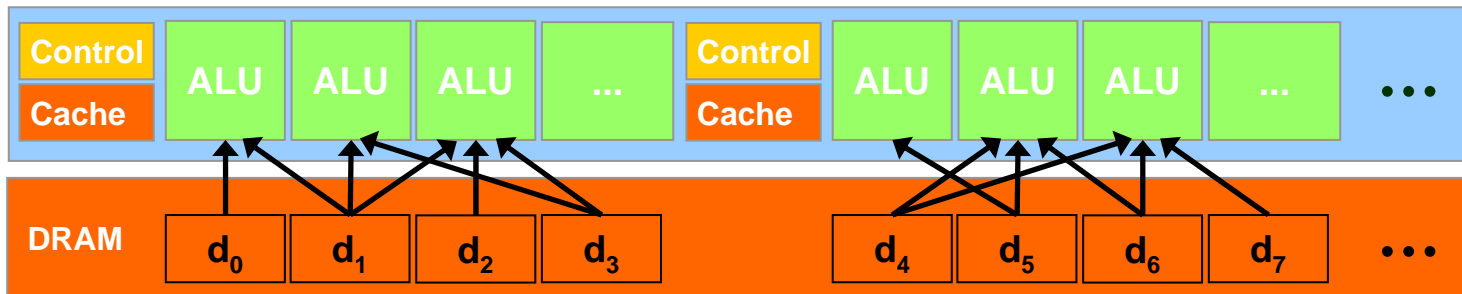 Control
Cache
ALU
ALU
ALU
...
Control
Cache
ALU
ALU
ALU
...
...
DRAM
d0
d1
d2
d3
d4
d5
d6
d7
...